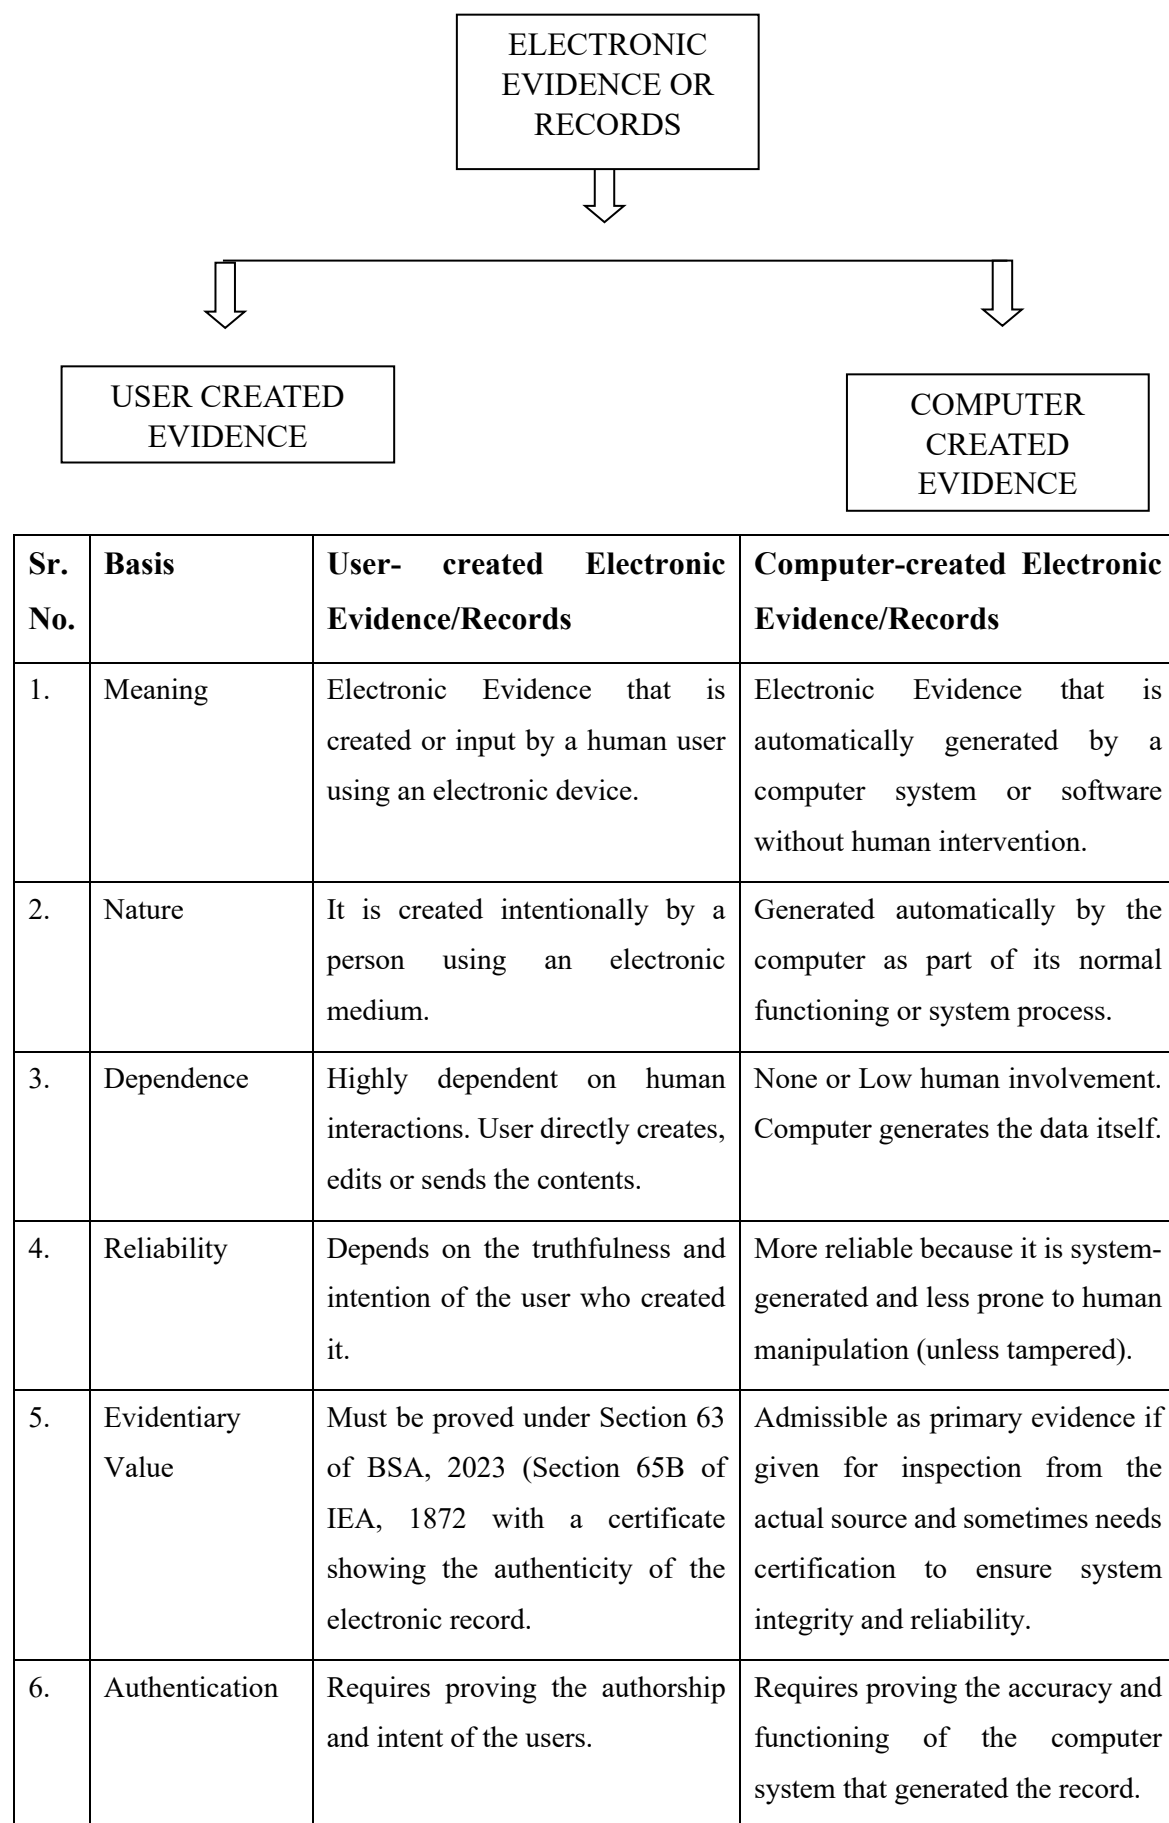 ELECTRONIC
EVIDENCE OR
RECORDS
USER CREATED
EVIDENCE
COMPUTER
CREATED
EVIDENCE
Sr.
No.
Basis
User- created Electronic
Evidence/Records
Computer-created Electronic
Evidence/Records
1.
Meaning
Electronic Evidence that is
created or input by a human user
using an electronic device.
Electronic Evidence that is
automatically generated by a
computer system or software
without human intervention.
2.
Nature
It is created intentionally by a
person using an electronic
medium.
Generated automatically by the
computer as part of its normal
functioning or system process.
3.
Dependence
Highly dependent on human
interactions. User directly creates,
edits or sends the contents.
None or Low human involvement.
Computer generates the data itself.
4.
Reliability
Depends on the truthfulness and
intention of the user who created
it.
More reliable because it is system-
generated and less prone to human
manipulation (unless tampered).
5.
Evidentiary
Value
Must be proved under Section 63
of BSA, 2023 (Section 65B of
IEA, 1872 with a certificate
showing the authenticity of the
electronic record.
Admissible as primary evidence if
given for inspection from the
actual source and sometimes needs
certification to ensure system
integrity and reliability.
6.
Authentication
Requires proving the authorship
and intent of the users.
Requires proving the accuracy and
functioning of the computer
system that generated the record.